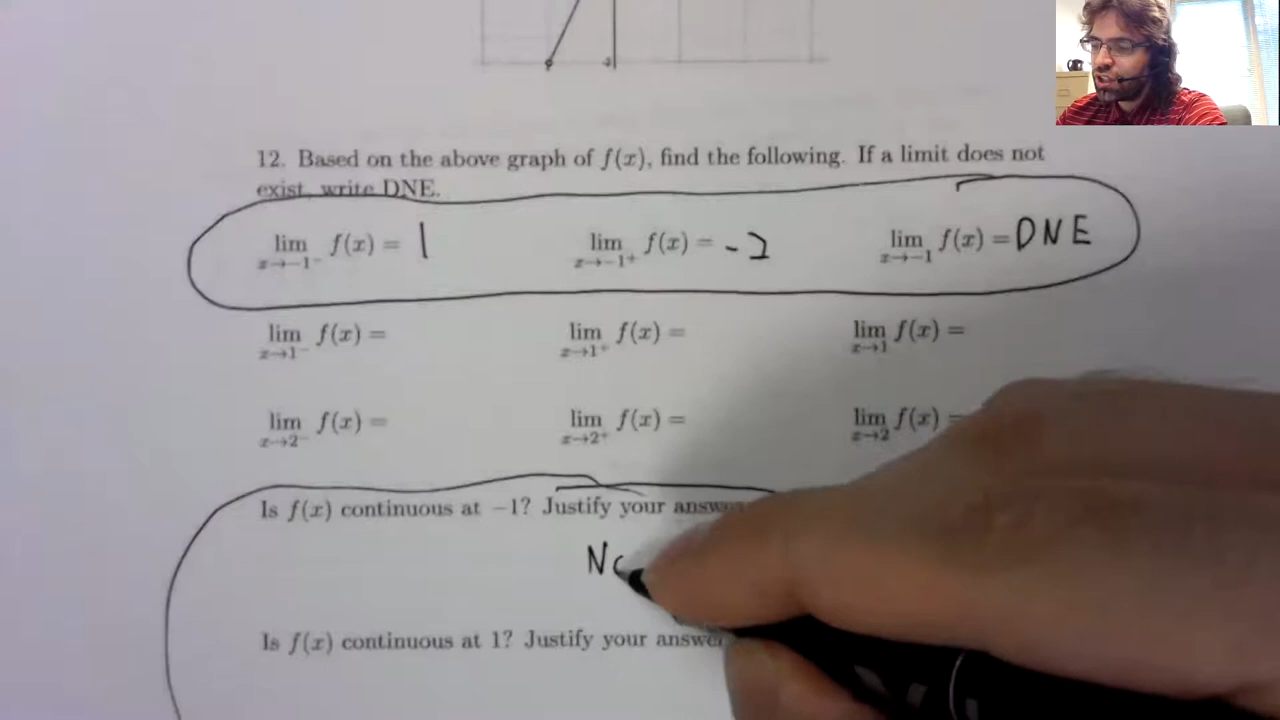 12. Based on the above graph of f(x), find the following. If a limit does not
exist, write DNE.
lim x→−1⁻ f(x) = 1 lim x→−1⁺ f(x) = -2 lim x→−1 f(x) = DNE
lim x→1⁻ f(x) = lim x→1⁺ f(x) = lim x→1 f(x) =
lim x→2⁻ f(x) = lim x→2⁺ f(x) = lim x→2 f(x) =
Is f(x) continuous at −1? Justify your answe
No
Is f(x) continuous at 1? Justify your answer